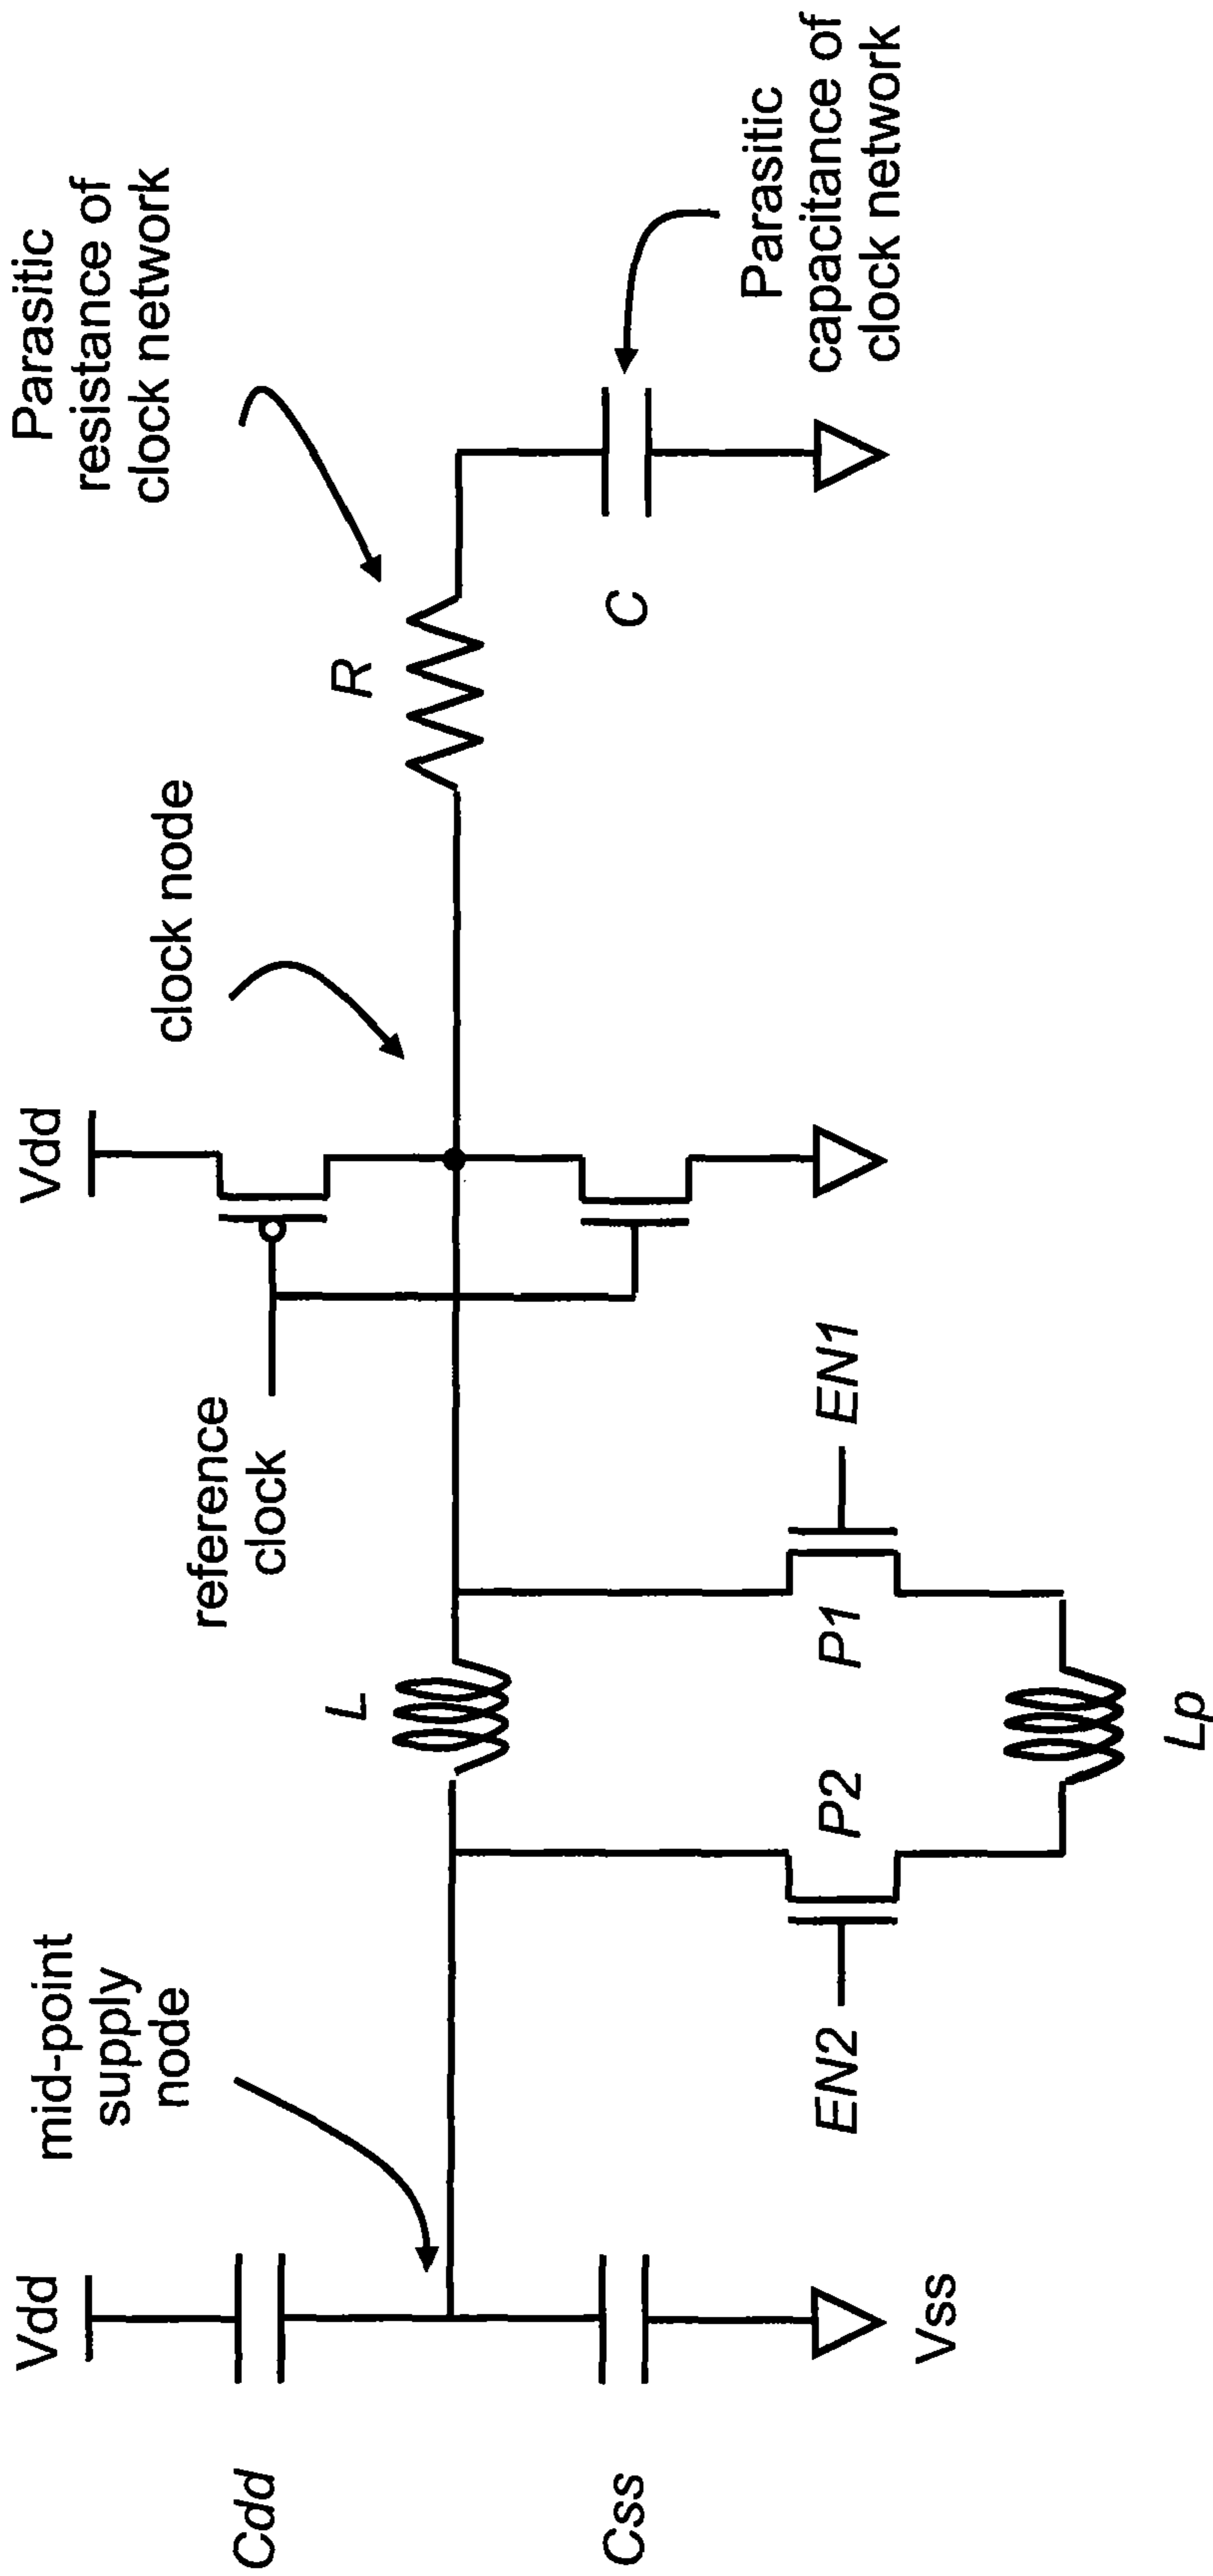 Vdd
Cdd
mid-point
supply
node
Css
Vss
L
EN2
P2
P1
EN1
Lp
reference
clock
Vdd
clock node
R
Parasitic
resistance of
clock network
C
Parasitic
capacitance of
clock network